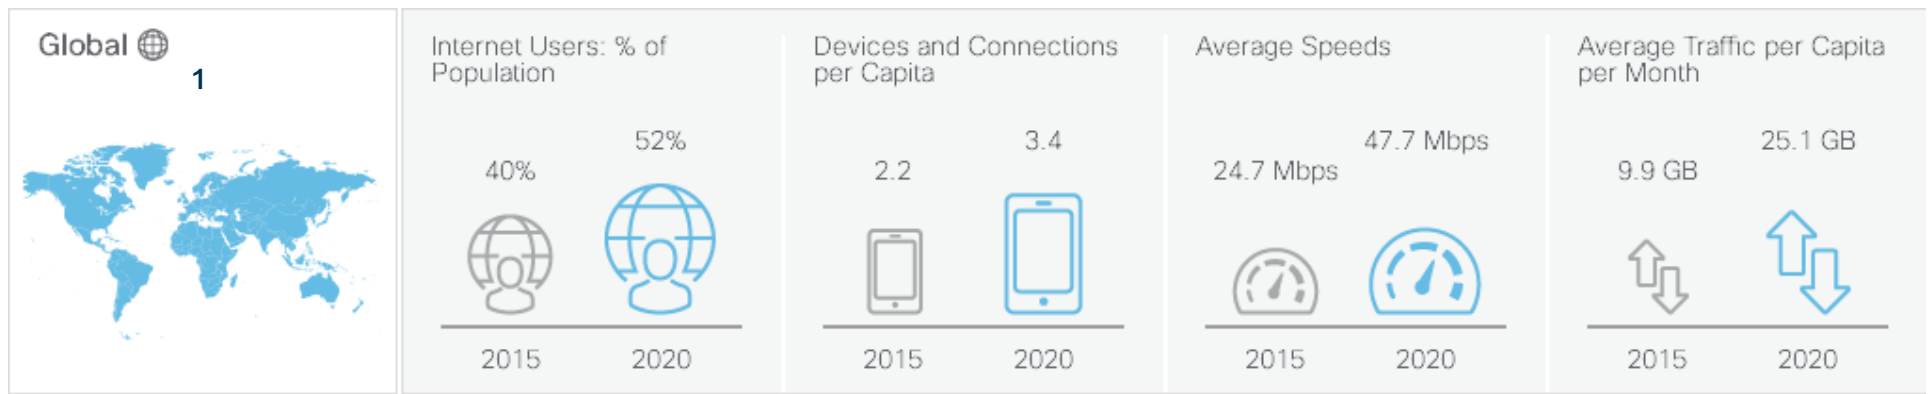 Global
1
Internet Users: % of
Population
52%
40%
2015
2020
Devices and Connections
per Capita
3.4
2.2
2015
2020
Average Speeds
47.7 Mbps
24.7 Mbps
2015
2020
Average Traffic per Capita
per Month
25.1 GB
9.9 GB
2015
2020